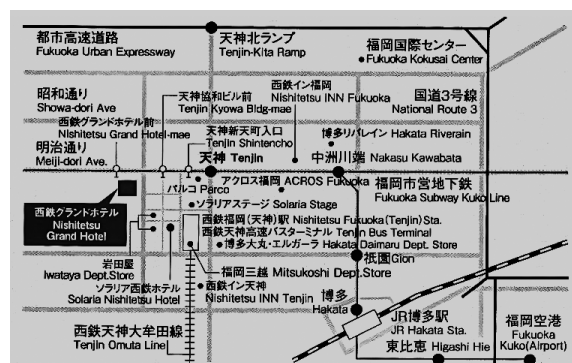 都市高速道路
Fukuoka Urban Expressway
天神北ランプ
Tenjin-Kita Ramp
福岡国際センター
Fukuoka Kokusai Center
昭和通り
Showa-dori Ave
天神協和ビル前
Tenjin Kyowa Bldg-mae
西鉄イン福岡
Nishitetsu INN Fukuoka
国道3号線
National Route 3
西鉄グランドホテル前
Nishitetsu Grand Hotel-mae
天神新天町入口
Tenjin Shintencho
博多リバレイン Hakata Riverain
明治通り
Meiji-dori Ave.
天神 Tenjin
中洲川端 Nakasu Kawabata
パルコ Parco
アクロス福岡 ACROS Fukuoka
福岡市営地下鉄
Fukuoka Subway Kuko Line
西鉄グランドホテル
Nishitetsu
Grand Hotel
ソラリアステージ Solaria Stage
西鉄福岡(天神)駅 Nishitetsu Fukuoka(Tenjin)Sta.
西鉄天神高速バスターミナル Tenjin Bus Terminal
博多大丸・エルガーラ Hakata Daimaru Dept. Store
岩田屋
Iwataya Dept.Store
祇園Gion
福岡三越 Mitsukoshi Dept.Store
ソラリア西鉄ホテル
Solaria Nishitetsu Hotel
西鉄イン天神
Nishitetsu INN Tenjin
博多
Hakata
西鉄天神大牟田線
Tenjin Omuta Line
JR博多駅
JR Hakata Sta.
福岡空港
Fukuoka
Kuko(Airport)
東比恵 Higashi Hie